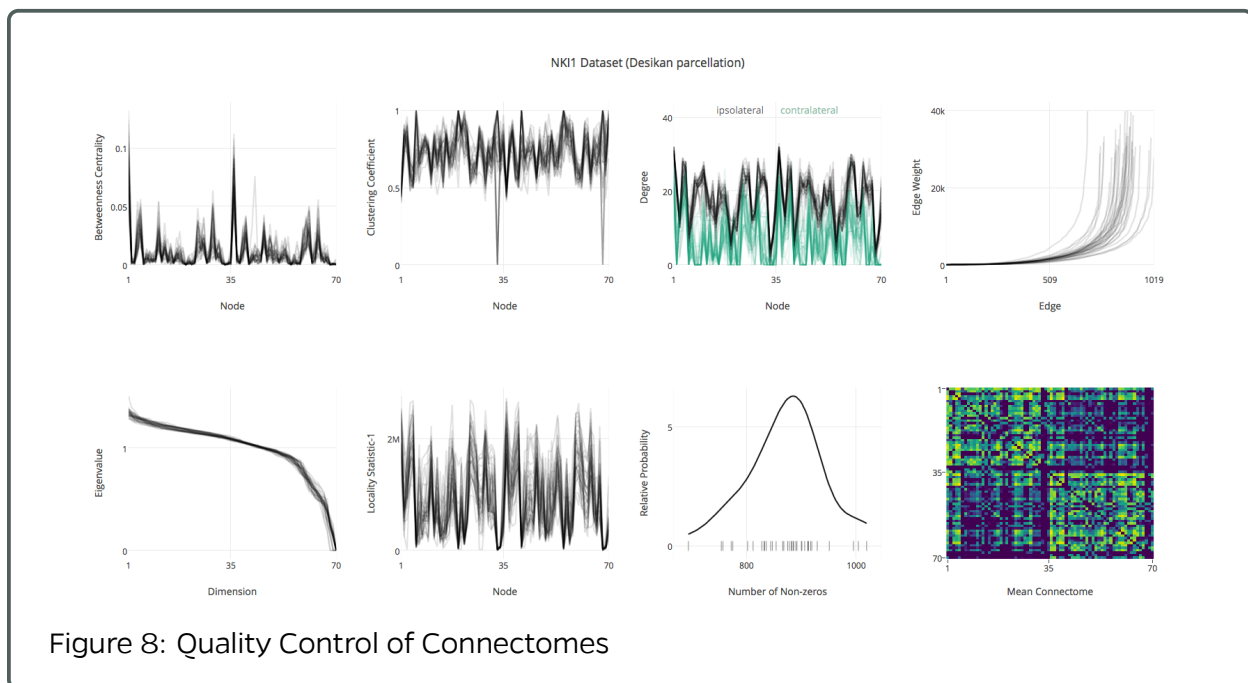 NKI1 Dataset (Desikan parcellation)
Betweenness Centrality
0.1
0.05
0
1
35
70
Node
Clustering Coefficient
1
0.5
0
1
35
70
Node
ipsolateral contralateral
Degree
40
20
0
1
35
70
Node
Edge Weight
40k
20k
0
1
509
1019
Edge
Eigenvalue
1
0
1
35
70
Dimension
Locality Statistic-1
2M
0
1
35
70
Node
Relative Probability
5
0
800
1000
Number of Non-zeros
1
35
70
1
35
70
Mean Connectome
Figure 8: Quality Control of Connectomes